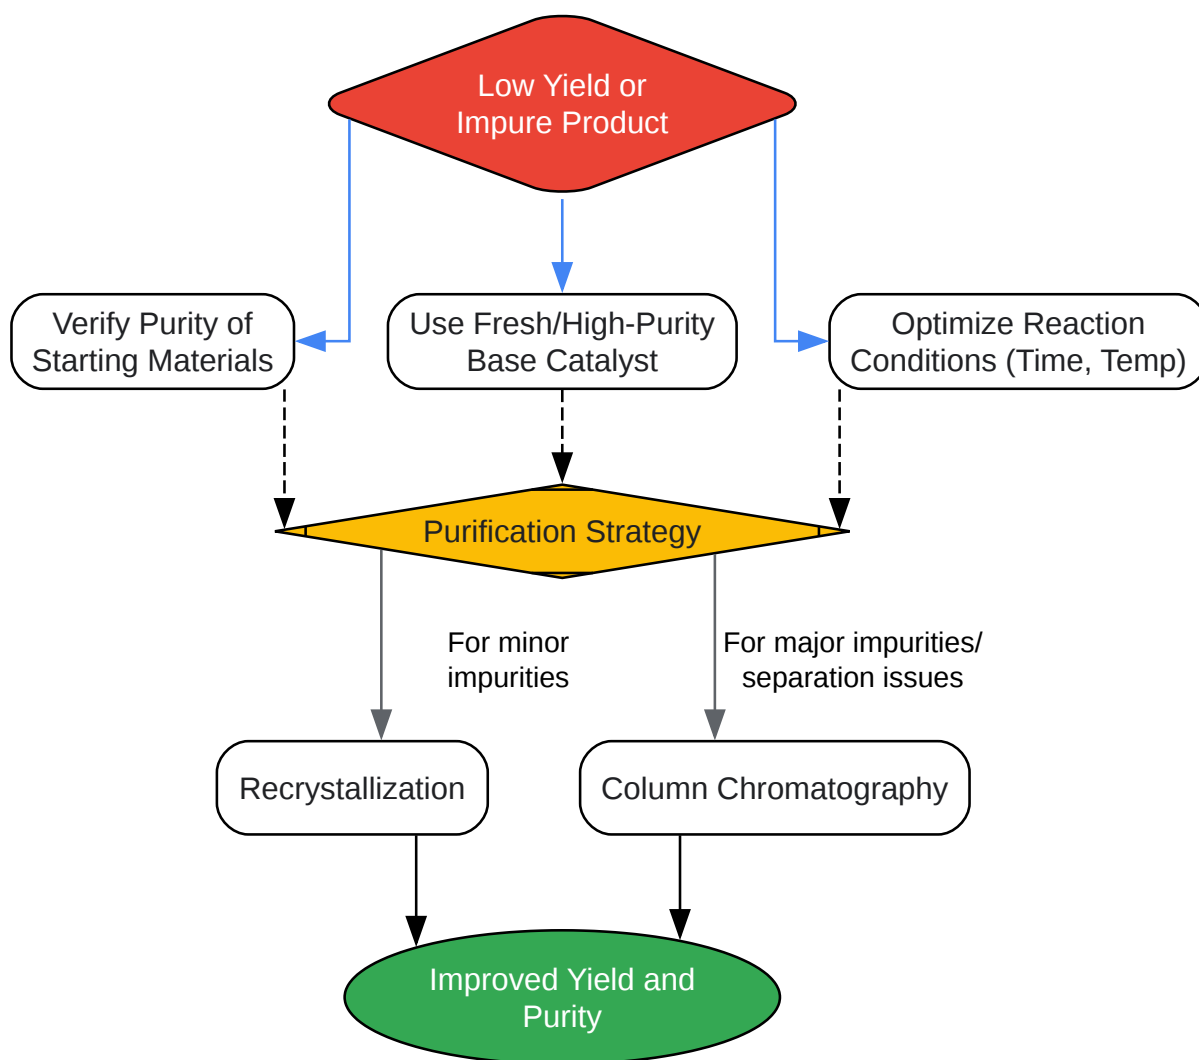 Low Yield or
Impure Product
Verify Purity of
Starting Materials
Use Fresh/High-Purity
Base Catalyst
Optimize Reaction
Conditions (Time, Temp)
Purification Strategy
For minor
impurities
For major impurities/
separation issues
Recrystallization
Column Chromatography
Improved Yield and
Purity